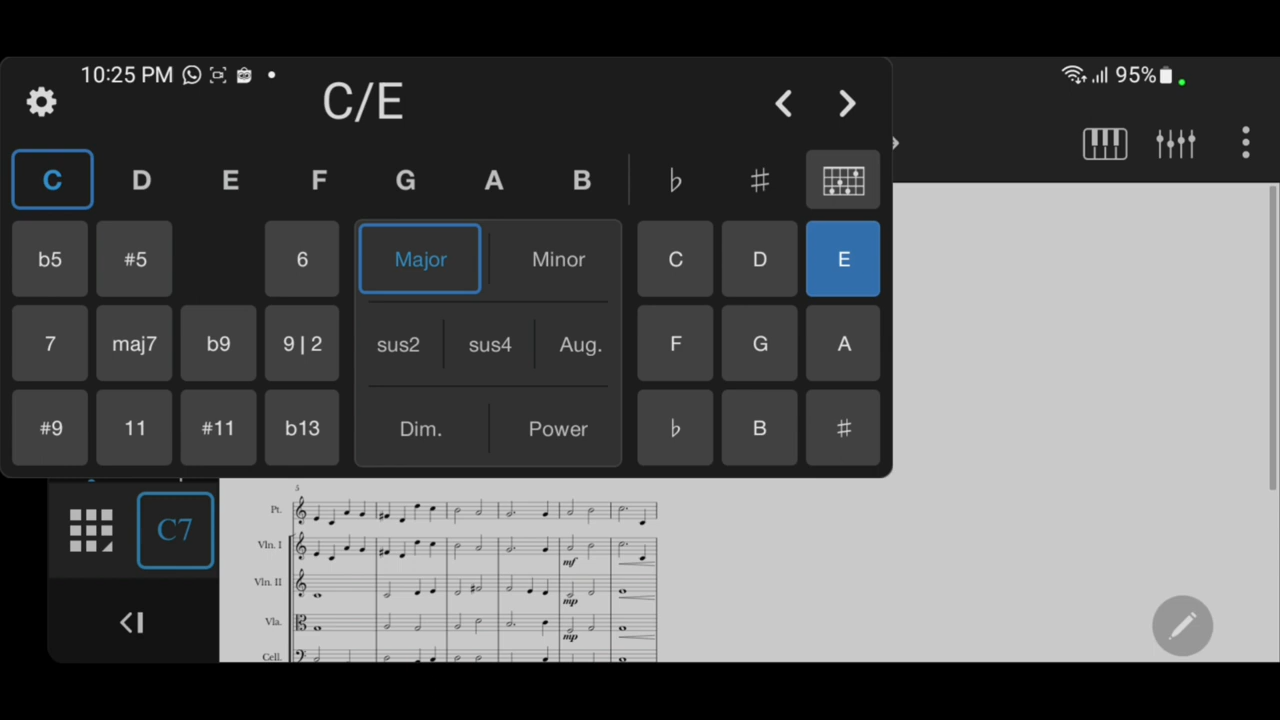 10:25 PM
95%
C/E
C D E F G A B ♭ ♯
b5 #5 6 Major Minor C D E
7 maj7 b9 9 | 2 sus2 sus4 Aug. F G A
#9 11 #11 b13 Dim. Power ♭ B ♯
C7
5
Pt.
Vln. I
mf
Vln. II
mp
Vla.
mp
Cell.